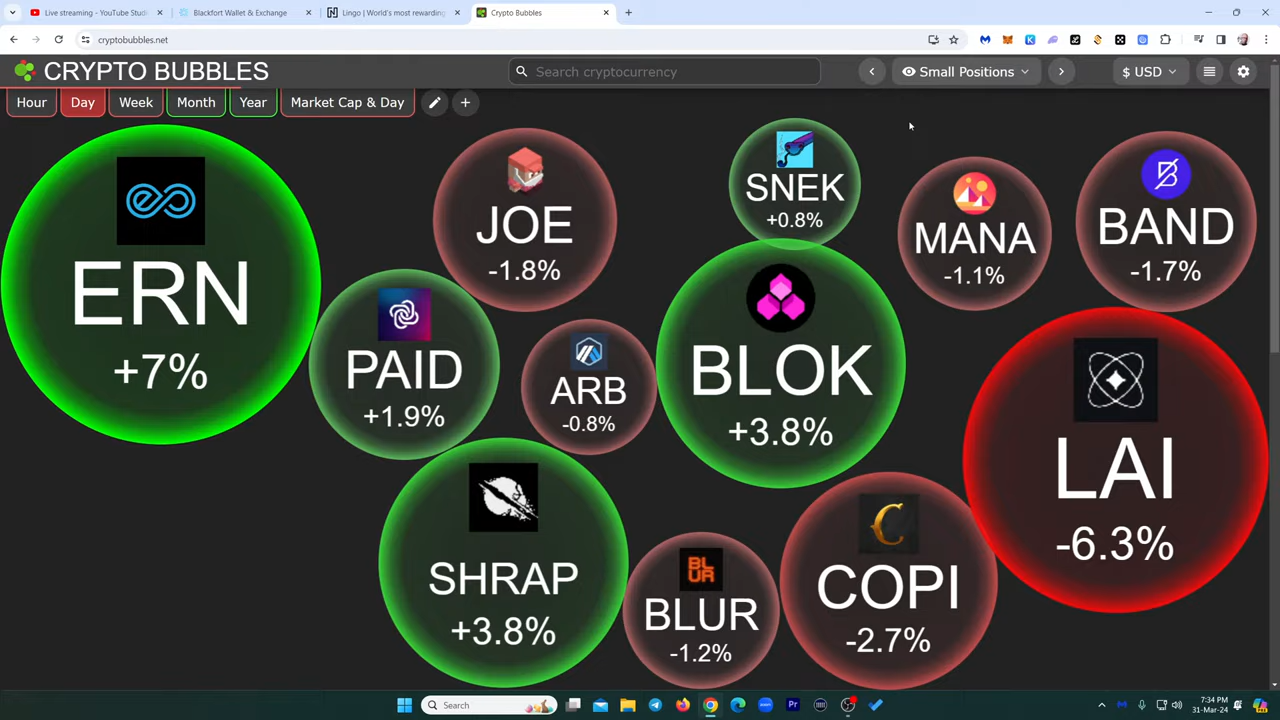 Live streaming - YouTube Studi
Blackfort Wallet & Exchange
Lingo | World's most rewarding
Crypto Bubbles
cryptobubbles.net
CRYPTO BUBBLES
Search cryptocurrency
Small Positions
$ USD
Hour
Day
Week
Month
Year
Market Cap & Day
ERN
+7%
JOE
-1.8%
SNEK
+0.8%
MANA
-1.1%
BAND
-1.7%
PAID
+1.9%
ARB
-0.8%
BLOK
+3.8%
LAI
-6.3%
SHRAP
+3.8%
BLUR
BLUR
-1.2%
C
COPI
-2.7%
Search
7:34 PM
31-Mar-24